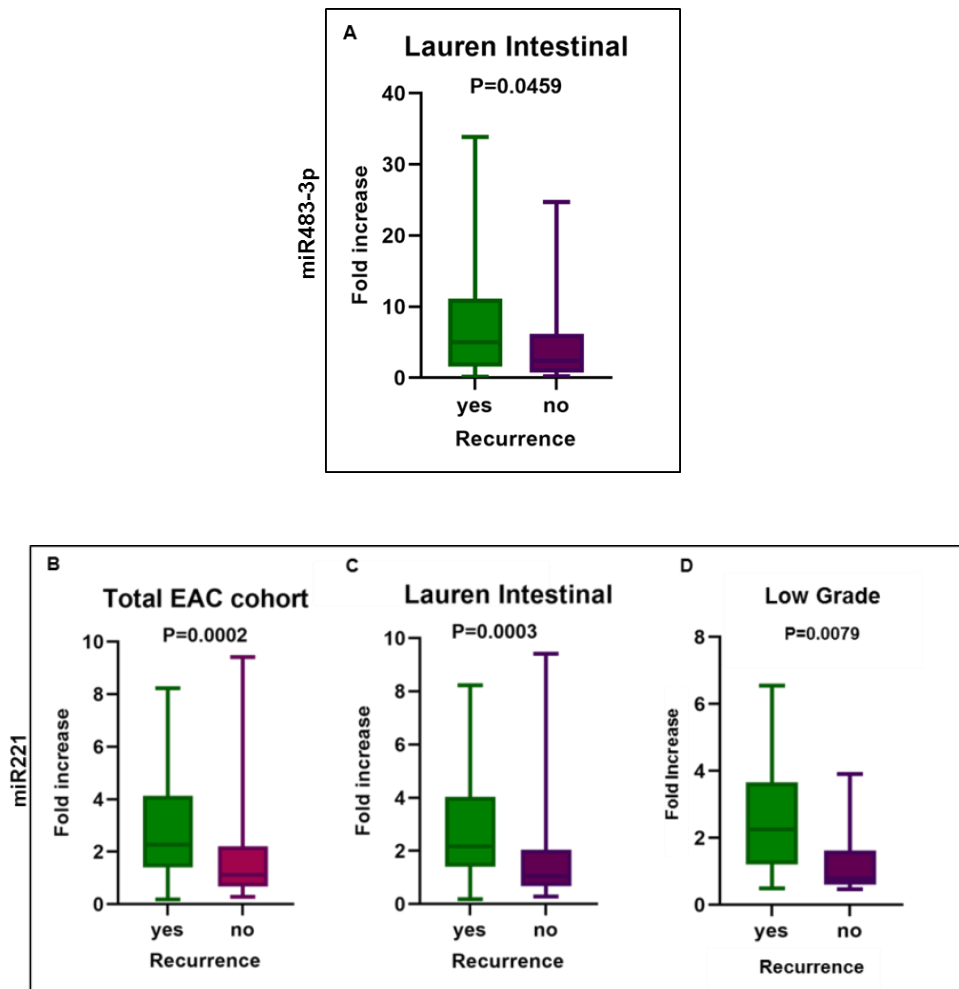 A
Lauren Intestinal
P=0.0459
miR483-3p
Fold increase
40
30
20
10
0
yes no
Recurrence
miR221
B
Total EAC cohort
P=0.0002
Fold increase
10
8
6
4
2
0
yes no
Recurrence
C
Lauren Intestinal
P=0.0003
Fold increase
10
8
6
4
2
0
yes no
Recurrence
D
Low Grade
P=0.0079
Fold Increase
8
6
4
2
0
yes no
Recurrence